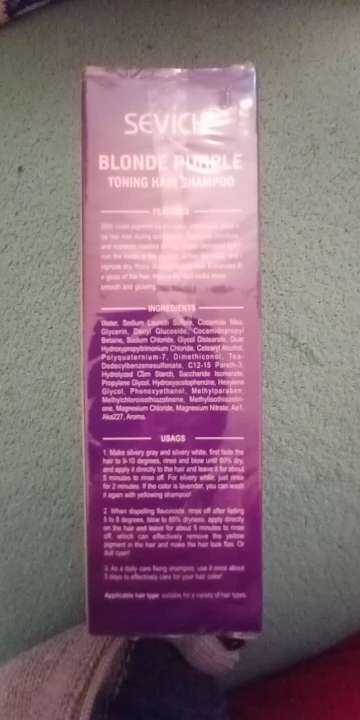 SEVICH
BLONDE PURPLE
TONING HAIR SHAMPOO
FEATURES
smooth and glowing
INGREDIENTS
Water, Sodium Laureth Sulfate, Cocamide Mea,
Glycerin, Decyl Glucoside, Cocamidopropyl
Betaine, Sodium Chloride, Glycol Distearate, Guar
Hydroxypropyltrimonium Chloride, Cetearyl Alcohol,
Polyquaternium-7, Dimethiconol, Tea-
Dodecylbenzenesulfonate, C12-15 Pareth-3,
Hydrolyzed Corn Starch, Saccharide Isomerate,
Propylene Glycol, Hydroxyacetophenone, Hexylene
Glycol, Phenoxyethanol, Methylparaben,
Methylchloroisothiazolinone, Methylisothiazolin-
one, Magnesium Chloride, Magnesium Nitrate,
Aroma.
USAGS
1. Make silvery gray and silvery white, first fade the
hair to 9-10 degrees, rinse and blow until 80% dry
and apply it directly to the hair and leave it for about
5 minutes to rinse off. For silvery white, just rinse
for 2 minutes. If the color is lavender, you can wash
it again with yellowing shampoo!
2. When dispelling flavonoids, rinse off after fasting
5 to 6 degrees, blow to 80% dryness, apply directly
on the hair and leave for about 5 minutes to rinse
off, which can effectively remove the yellow
pigment in the hair and make the hair look flax. Or
dull cyan!
3. As a daily care fixing shampoo, use it once about
5 days to effectively care for your hair color!
Applicable hair type: suitable for a variety of hair types